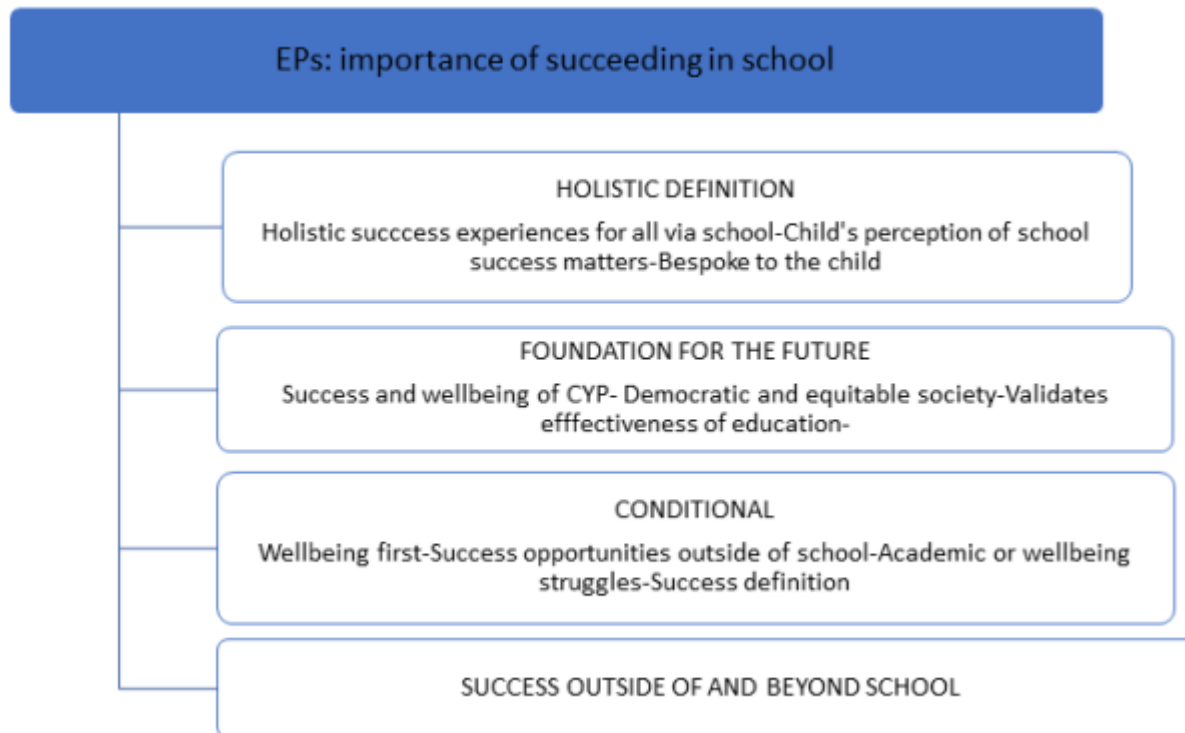 EPs: importance of succeeding in school
HOLISTIC DEFINITION
Holistic succcess experiences for all via school-Child's perception of school
success matters-Bespoke to the child
FOUNDATION FOR THE FUTURE
Success and wellbeing of CYP- Democratic and equitable society-Validates
efffectiveness of education-
CONDITIONAL
Wellbeing first-Success opportunities outside of school-Academic or wellbeing
struggles-Success definition
SUCCESS OUTSIDE OF AND BEYOND SCHOOL